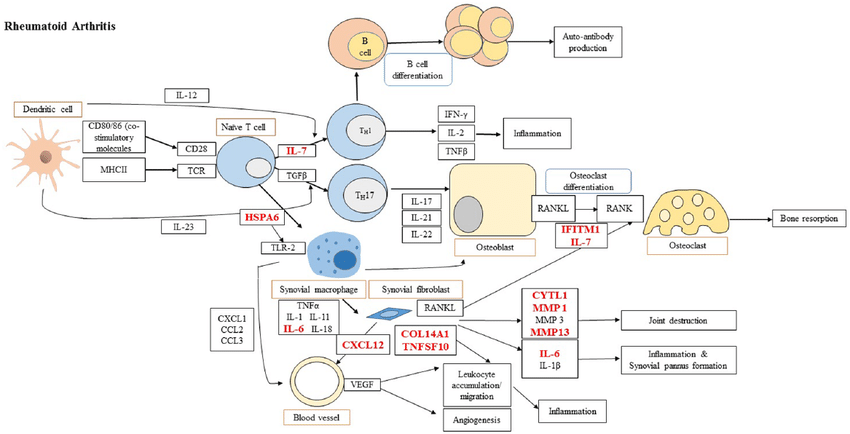 Rheumatoid Arthritis
B
cell
B cell
differentiation
Auto-antibody
production
IL-12
Dendritic cell
CD80/86 (co-
stimulatory
molecules
MHCII
CD28
TCR
Naïve T cell
IL-7
TGFβ
TH1
TH17
IFN-γ
IL-2
TNFβ
Inflammation
IL-17
IL-21
IL-22
Osteoblast
Osteoclast
differentiation
RANKL
RANK
IFITM1
IL-7
Osteoclast
Bone resorption
IL-23
HSPA6
TLR-2
Synovial macrophage
Synovial fibroblast
TNFα
IL-1 IL-11
IL-6 IL-18
RANKL
CXCL1
CCL2
CCL3
CXCL12
COL14A1
TNFSF10
CYTL1
MMP1
MMP 3
MMP13
Joint destruction
IL-6
IL-1β
Inflammation &
Synovial pannus formation
VEGF
Blood vessel
Leukocyte
accumulation/
migration
Angiogenesis
Inflammation